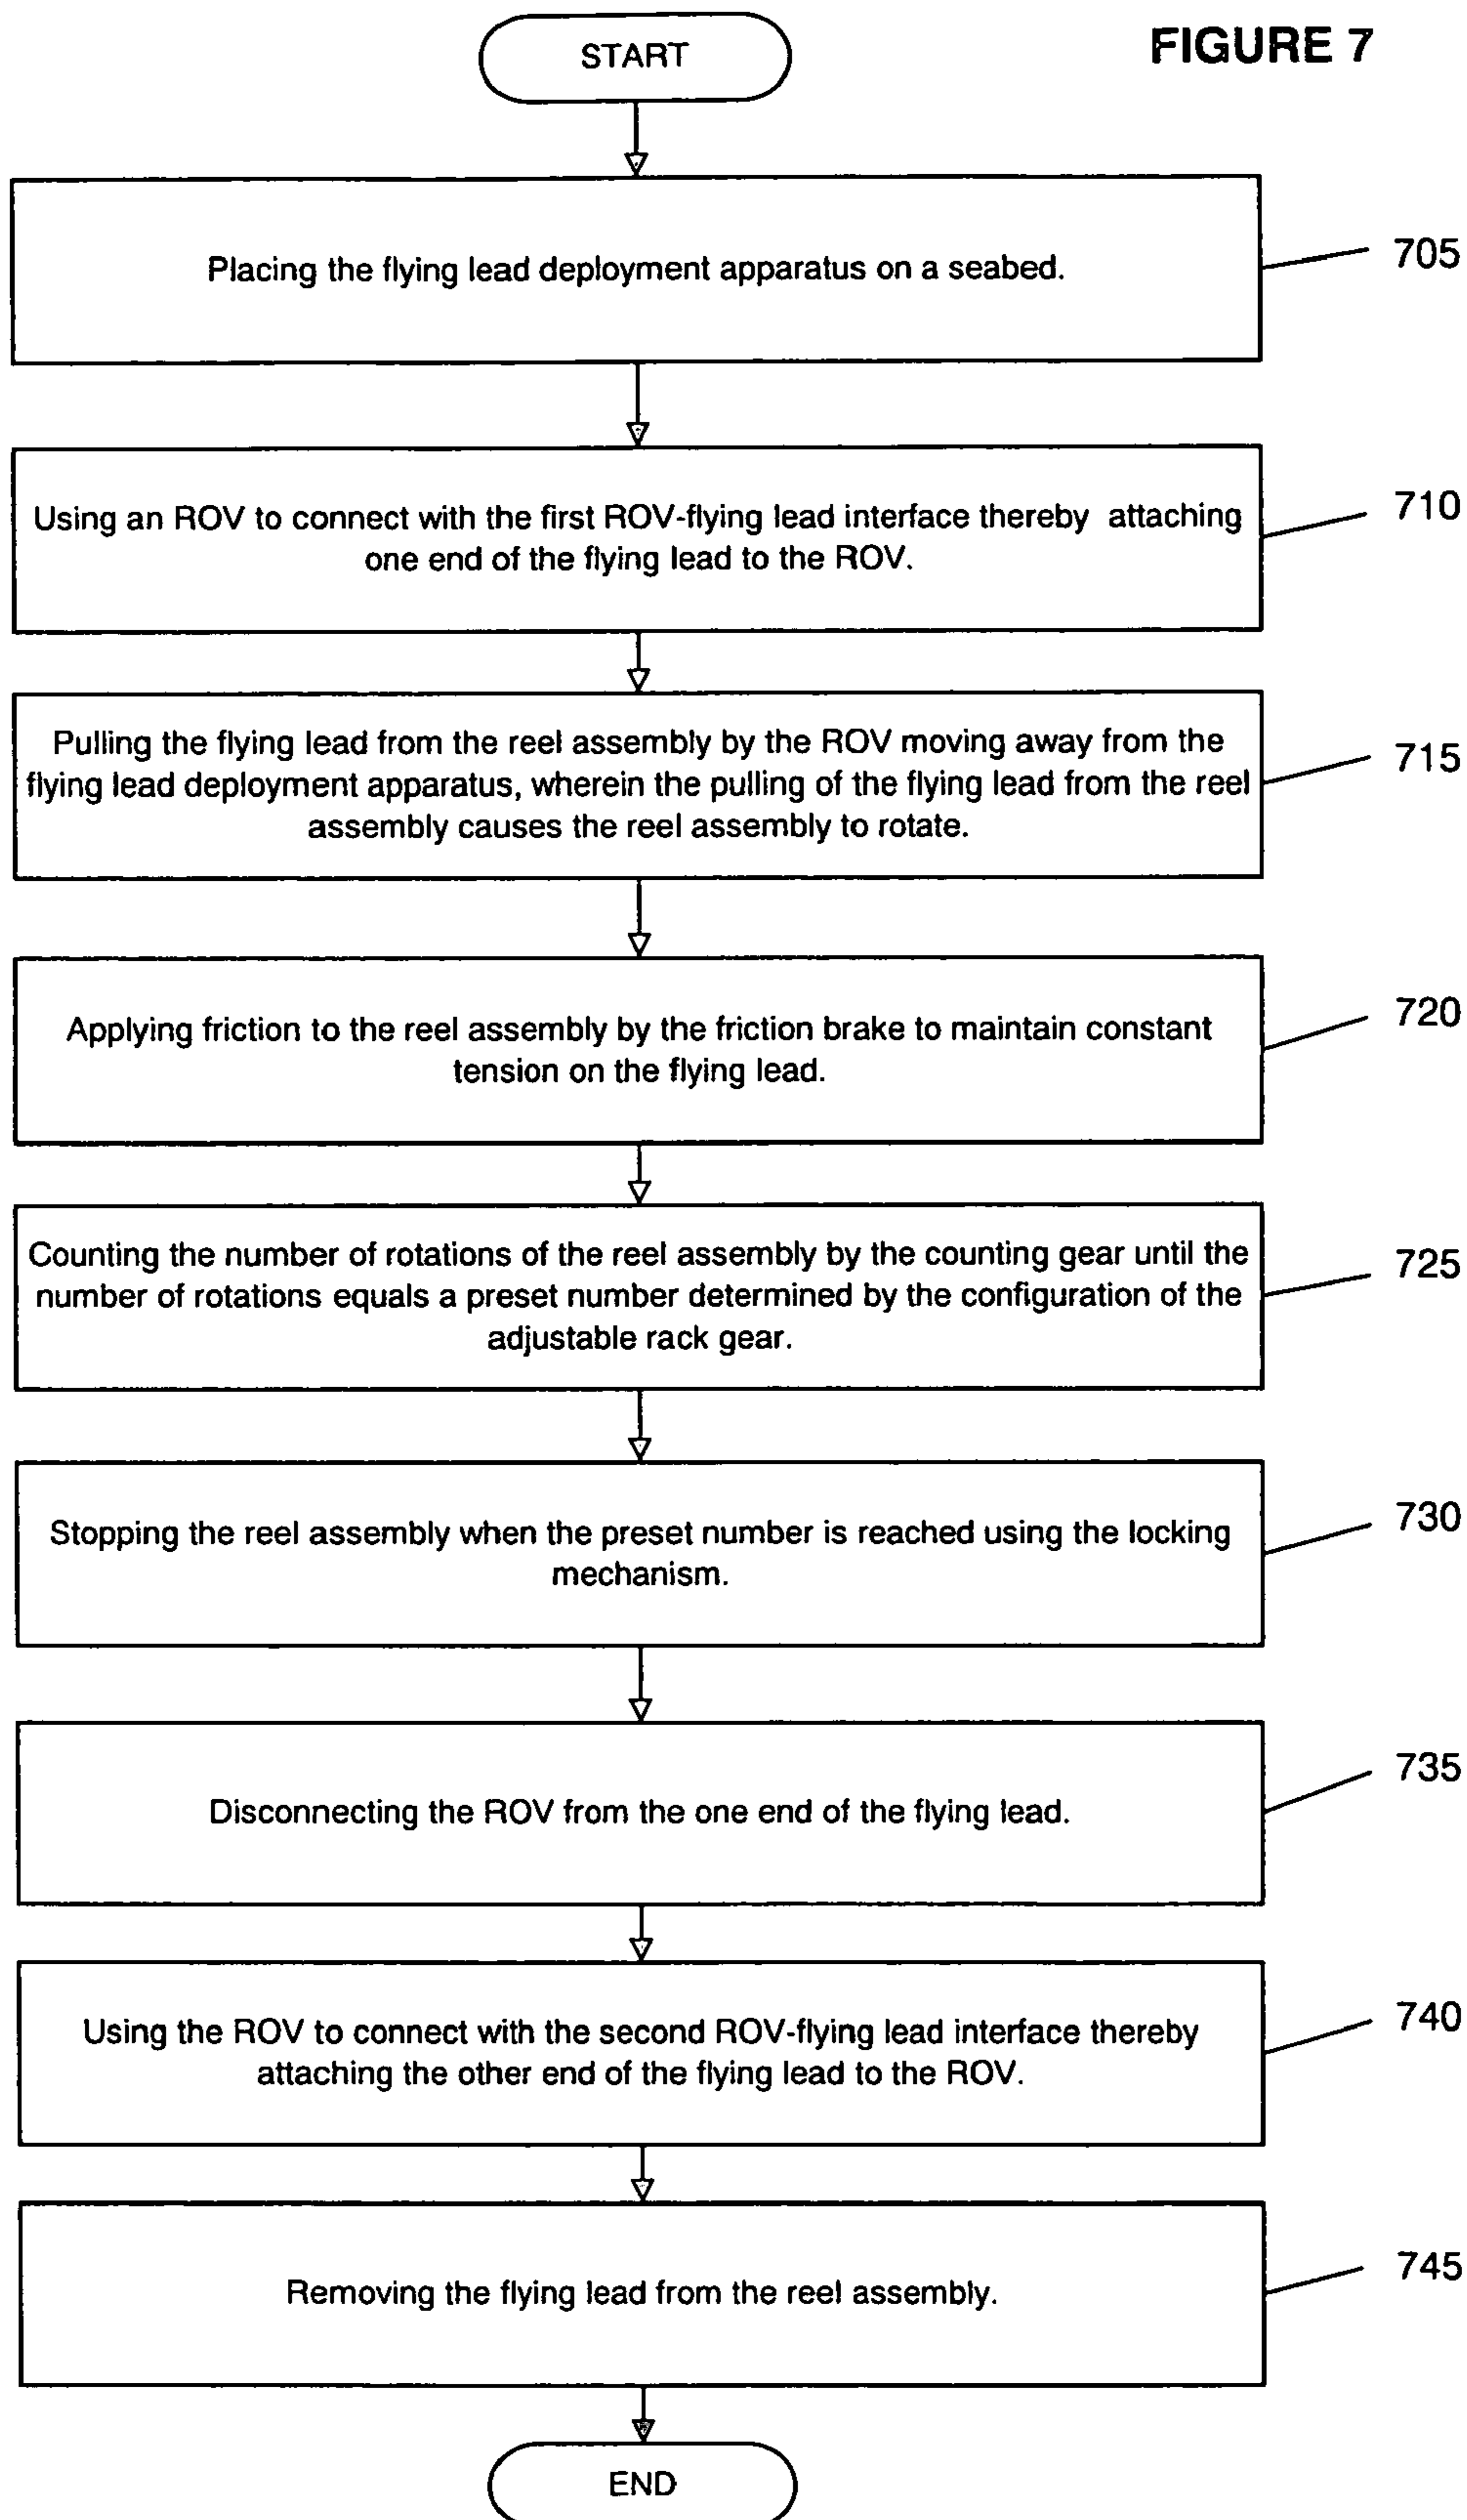 FIGURE 7
START
Placing the flying lead deployment apparatus on a seabed.
705
Using an ROV to connect with the first ROV-flying lead interface thereby attaching
one end of the flying lead to the ROV.
710
Pulling the flying lead from the reel assembly by the ROV moving away from the
flying lead deployment apparatus, wherein the pulling of the flying lead from the reel
assembly causes the reel assembly to rotate.
715
Applying friction to the reel assembly by the friction brake to maintain constant
tension on the flying lead.
720
Counting the number of rotations of the reel assembly by the counting gear until the
number of rotations equals a preset number determined by the configuration of the
adjustable rack gear.
725
Stopping the reel assembly when the preset number is reached using the locking
mechanism.
730
Disconnecting the ROV from the one end of the flying lead.
735
Using the ROV to connect with the second ROV-flying lead interface thereby
attaching the other end of the flying lead to the ROV.
740
Removing the flying lead from the reel assembly.
745
END